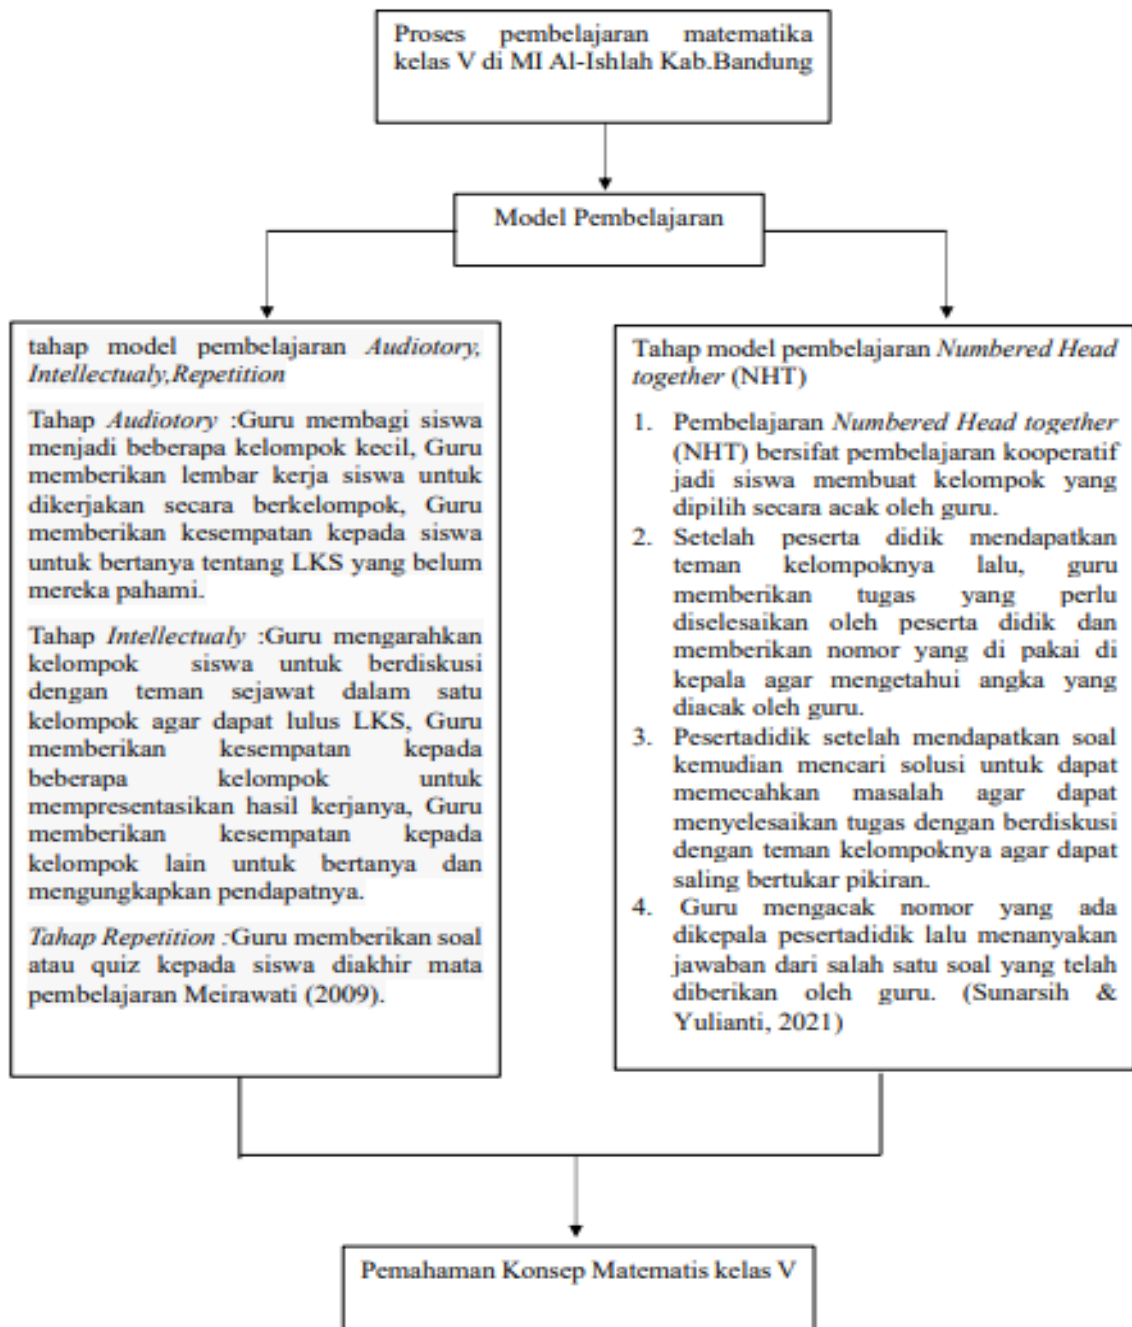 Proses pembelajaran matematika
kelas V di MI Al-Ishlah Kab.Bandung
Model Pembelajaran
tahap model pembelajaran Audiotory,
Intellectualy,Repetition
Tahap Audiotory :Guru membagi siswa
menjadi beberapa kelompok kecil, Guru
memberikan lembar kerja siswa untuk
dikerjakan secara berkelompok, Guru
memberikan kesempatan kepada siswa
untuk bertanya tentang LKS yang belum
mereka pahami.
Tahap Intellectualy :Guru mengarahkan
kelompok siswa untuk berdiskusi
dengan teman sejawat dalam satu
kelompok agar dapat lulus LKS, Guru
memberikan kesempatan kepada
beberapa kelompok untuk
mempresentasikan hasil kerjanya, Guru
memberikan kesempatan kepada
kelompok lain untuk bertanya dan
mengungkapkan pendapatnya.
Tahap Repetition :Guru memberikan soal
atau quiz kepada siswa diakhir mata
pembelajaran Meirawati (2009).
Tahap model pembelajaran Numbered Head
together (NHT)
1. Pembelajaran Numbered Head together
(NHT) bersifat pembelajaran kooperatif
jadi siswa membuat kelompok yang
dipilih secara acak oleh guru.
2. Setelah peserta didik mendapatkan
teman kelompoknya lalu, guru
memberikan tugas yang perlu
diselesaikan oleh peserta didik dan
memberikan nomor yang di pakai di
kepala agar mengetahui angka yang
diacak oleh guru.
3. Pesertadidik setelah mendapatkan soal
kemudian mencari solusi untuk dapat
memecahkan masalah agar dapat
menyelesaikan tugas dengan berdiskusi
dengan teman kelompoknya agar dapat
saling bertukar pikiran.
4. Guru mengacak nomor yang ada
dikepala pesertadidik lalu menanyakan
jawaban dari salah satu soal yang telah
diberikan oleh guru. (Sunarsih &
Yulianti, 2021)
Pemahaman Konsep Matematis kelas V